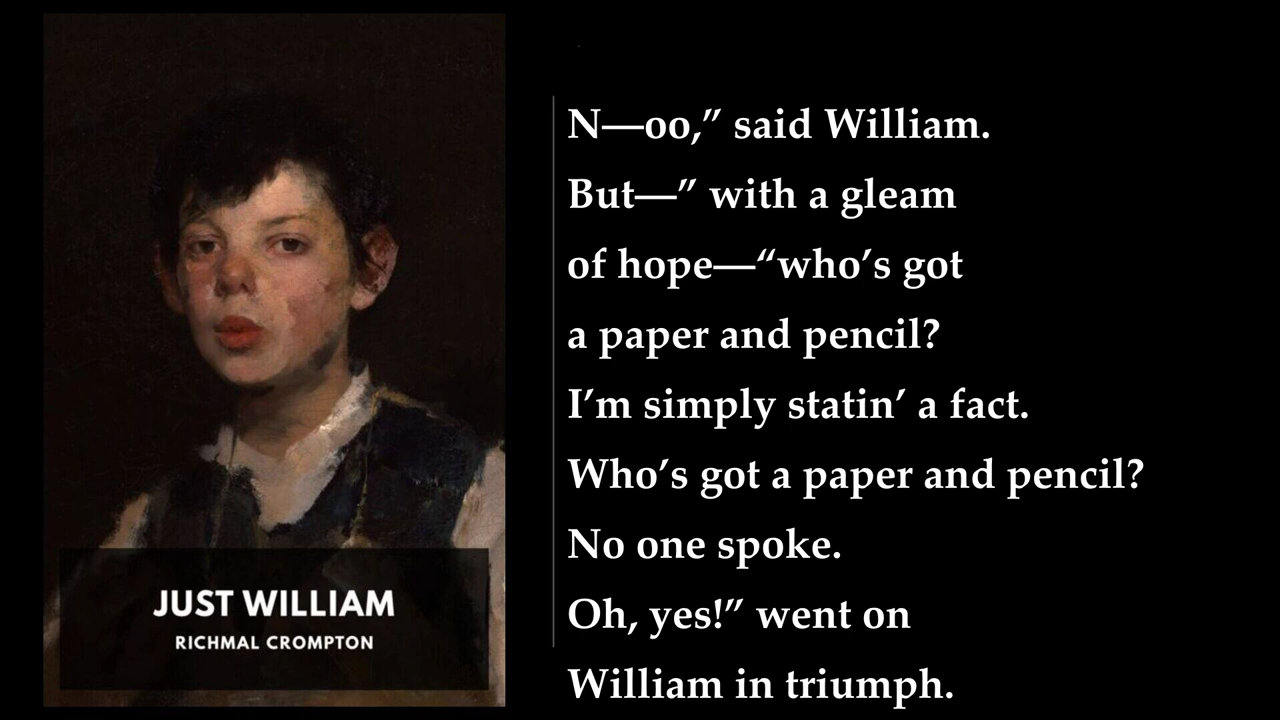 JUST WILLIAM
RICHMAL CROMPTON
N—oo,” said William.
But—” with a gleam
of hope—“who’s got
a paper and pencil?
I’m simply statin’ a fact.
Who’s got a paper and pencil?
No one spoke.
Oh, yes!” went on
William in triumph.